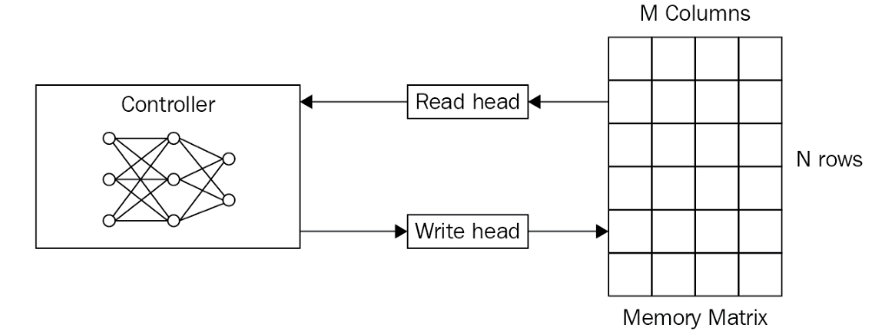 M Columns
Controller
Read head
N rows
Write head
Memory Matrix